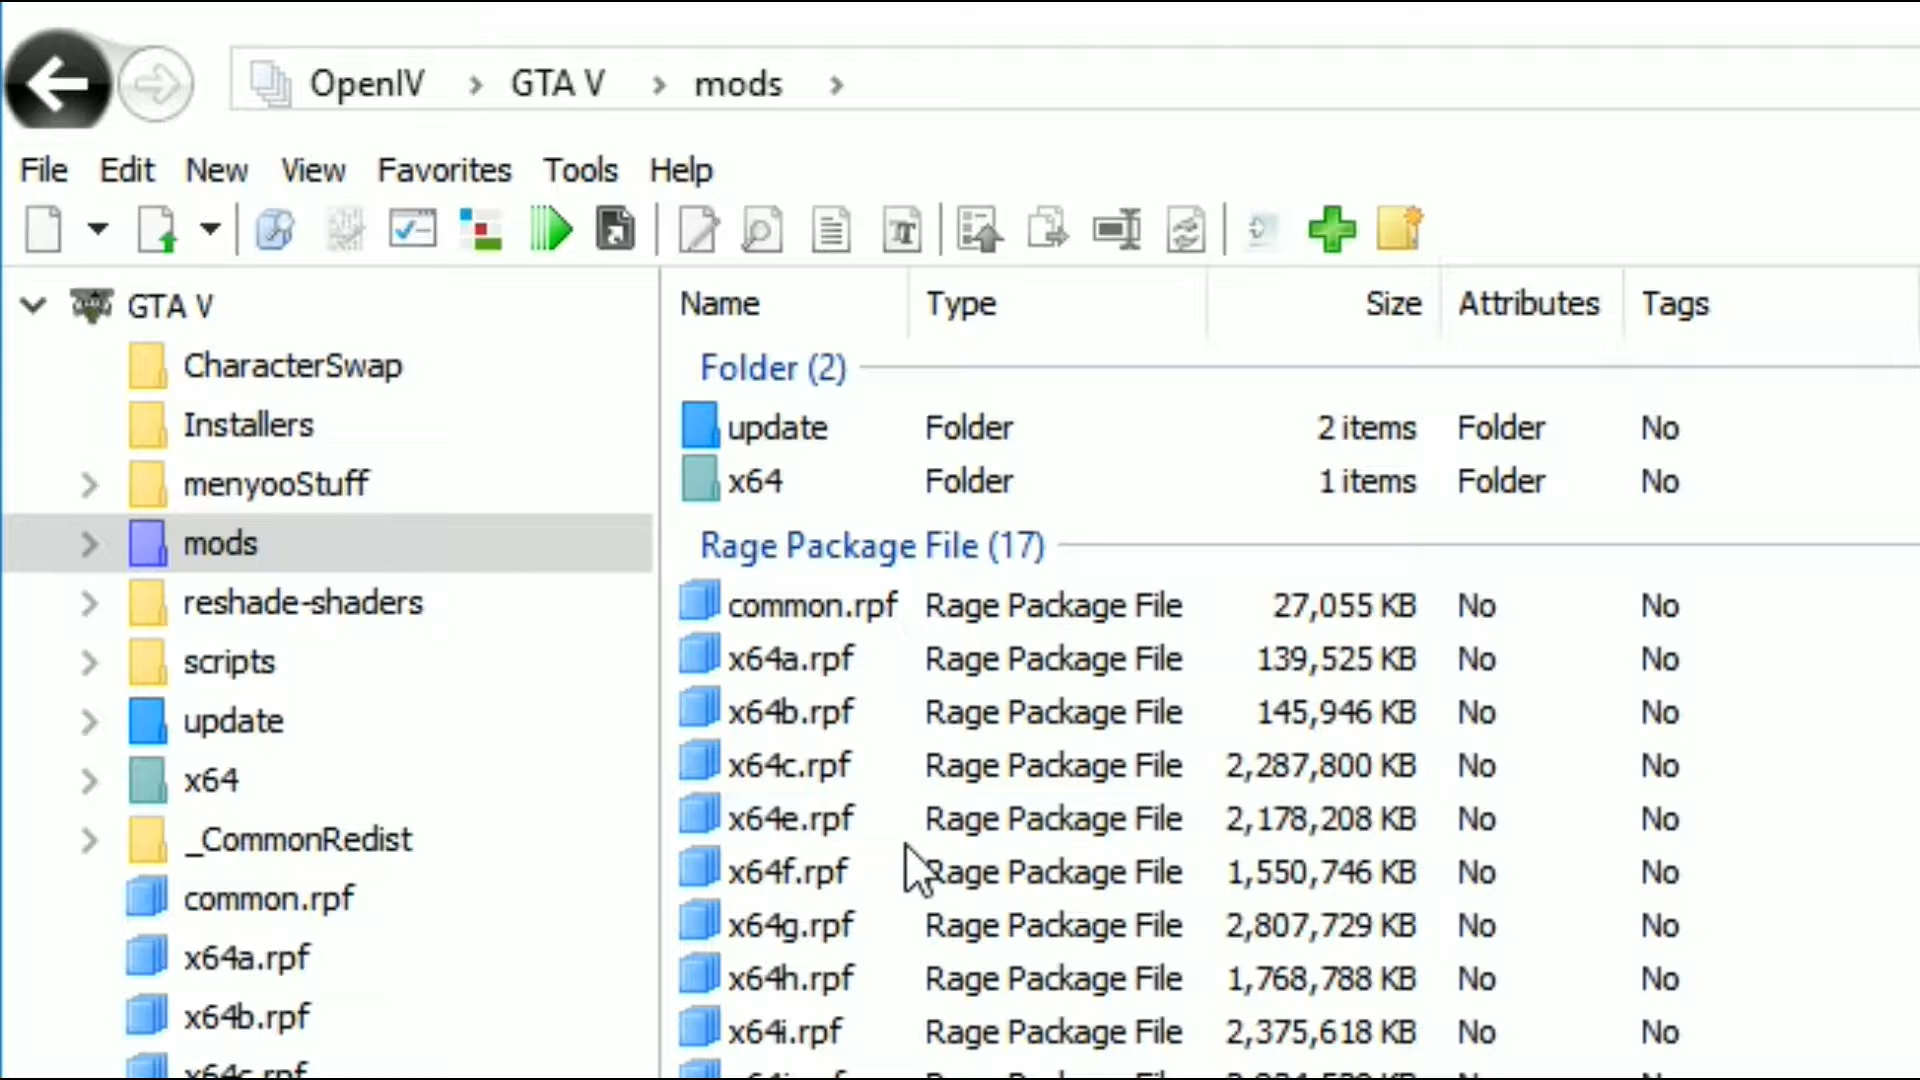 OpenIV > GTA V > mods >
File Edit New View Favorites Tools Help
GTA V
CharacterSwap
Installers
menyooStuff
mods
reshade-shaders
scripts
update
x64
_CommonRedist
common.rpf
x64a.rpf
x64b.rpf
x64c.rpf
Name Type Size Attributes Tags
Folder (2)
update Folder 2 items Folder No
x64 Folder 1 items Folder No
Rage Package File (17)
common.rpf Rage Package File 27,055 KB No No
x64a.rpf Rage Package File 139,525 KB No No
x64b.rpf Rage Package File 145,946 KB No No
x64c.rpf Rage Package File 2,287,800 KB No No
x64e.rpf Rage Package File 2,178,208 KB No No
x64f.rpf Rage Package File 1,550,746 KB No No
x64g.rpf Rage Package File 2,807,729 KB No No
x64h.rpf Rage Package File 1,768,788 KB No No
x64i.rpf Rage Package File 2,375,618 KB No No